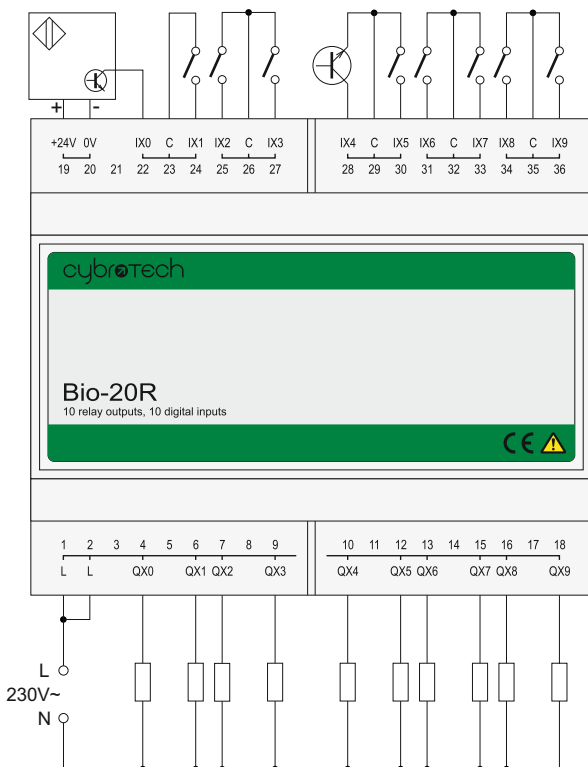 + -
+24V 0V IX0 C IX1 IX2 C IX3 IX4 C IX5 IX6 C IX7 IX8 C IX9
19 20 21 22 23 24 25 26 27 28 29 30 31 32 33 34 35 36
cybrotech
Bio-20R
10 relay outputs, 10 digital inputs
CE
1 2 3 4 5 6 7 8 9 10 11 12 13 14 15 16 17 18
L L QX0 QX1 QX2 QX3 QX4 QX5 QX6 QX7 QX8 QX9
L
230V~
N